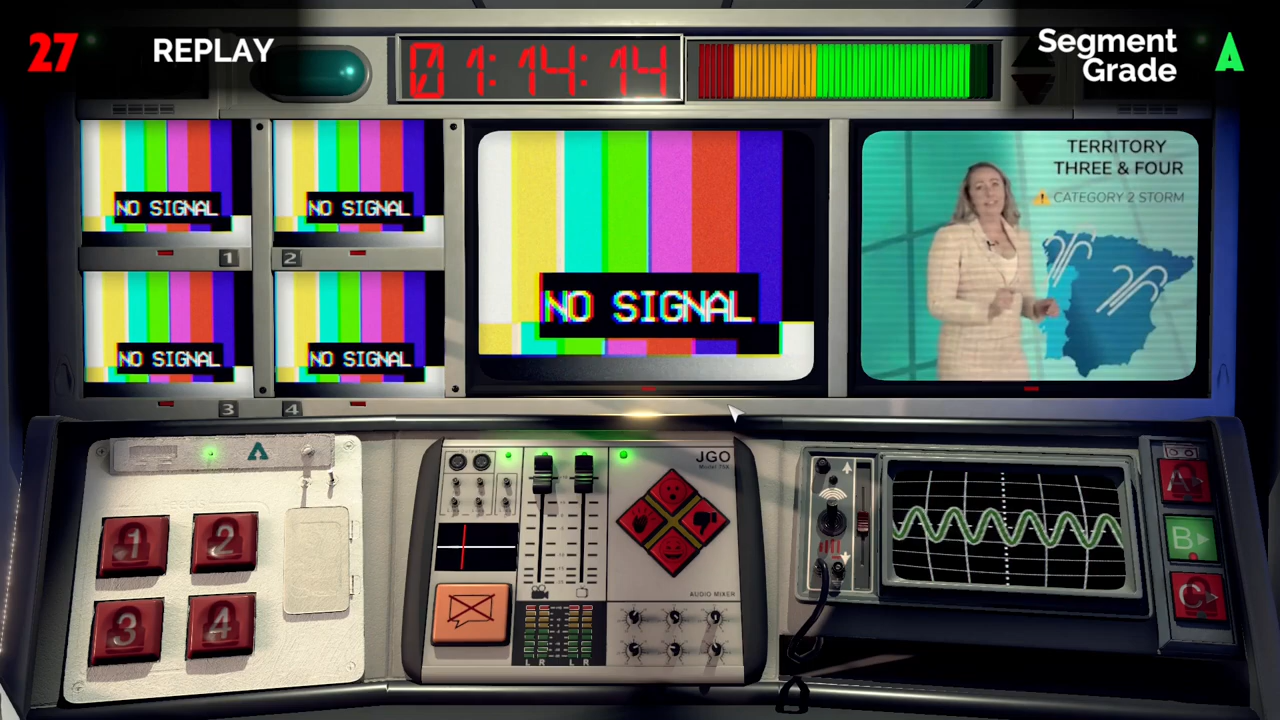 27
REPLAY
01:14:14
Segment
Grade
A
NO SIGNAL
NO SIGNAL
1
2
NO SIGNAL
NO SIGNAL
3
4
NO SIGNAL
TERRITORY
THREE & FOUR
⚠ CATEGORY 2 STORM
1
2
3
4
JGO
AUDIO MIXER
L R L R
A
B
C